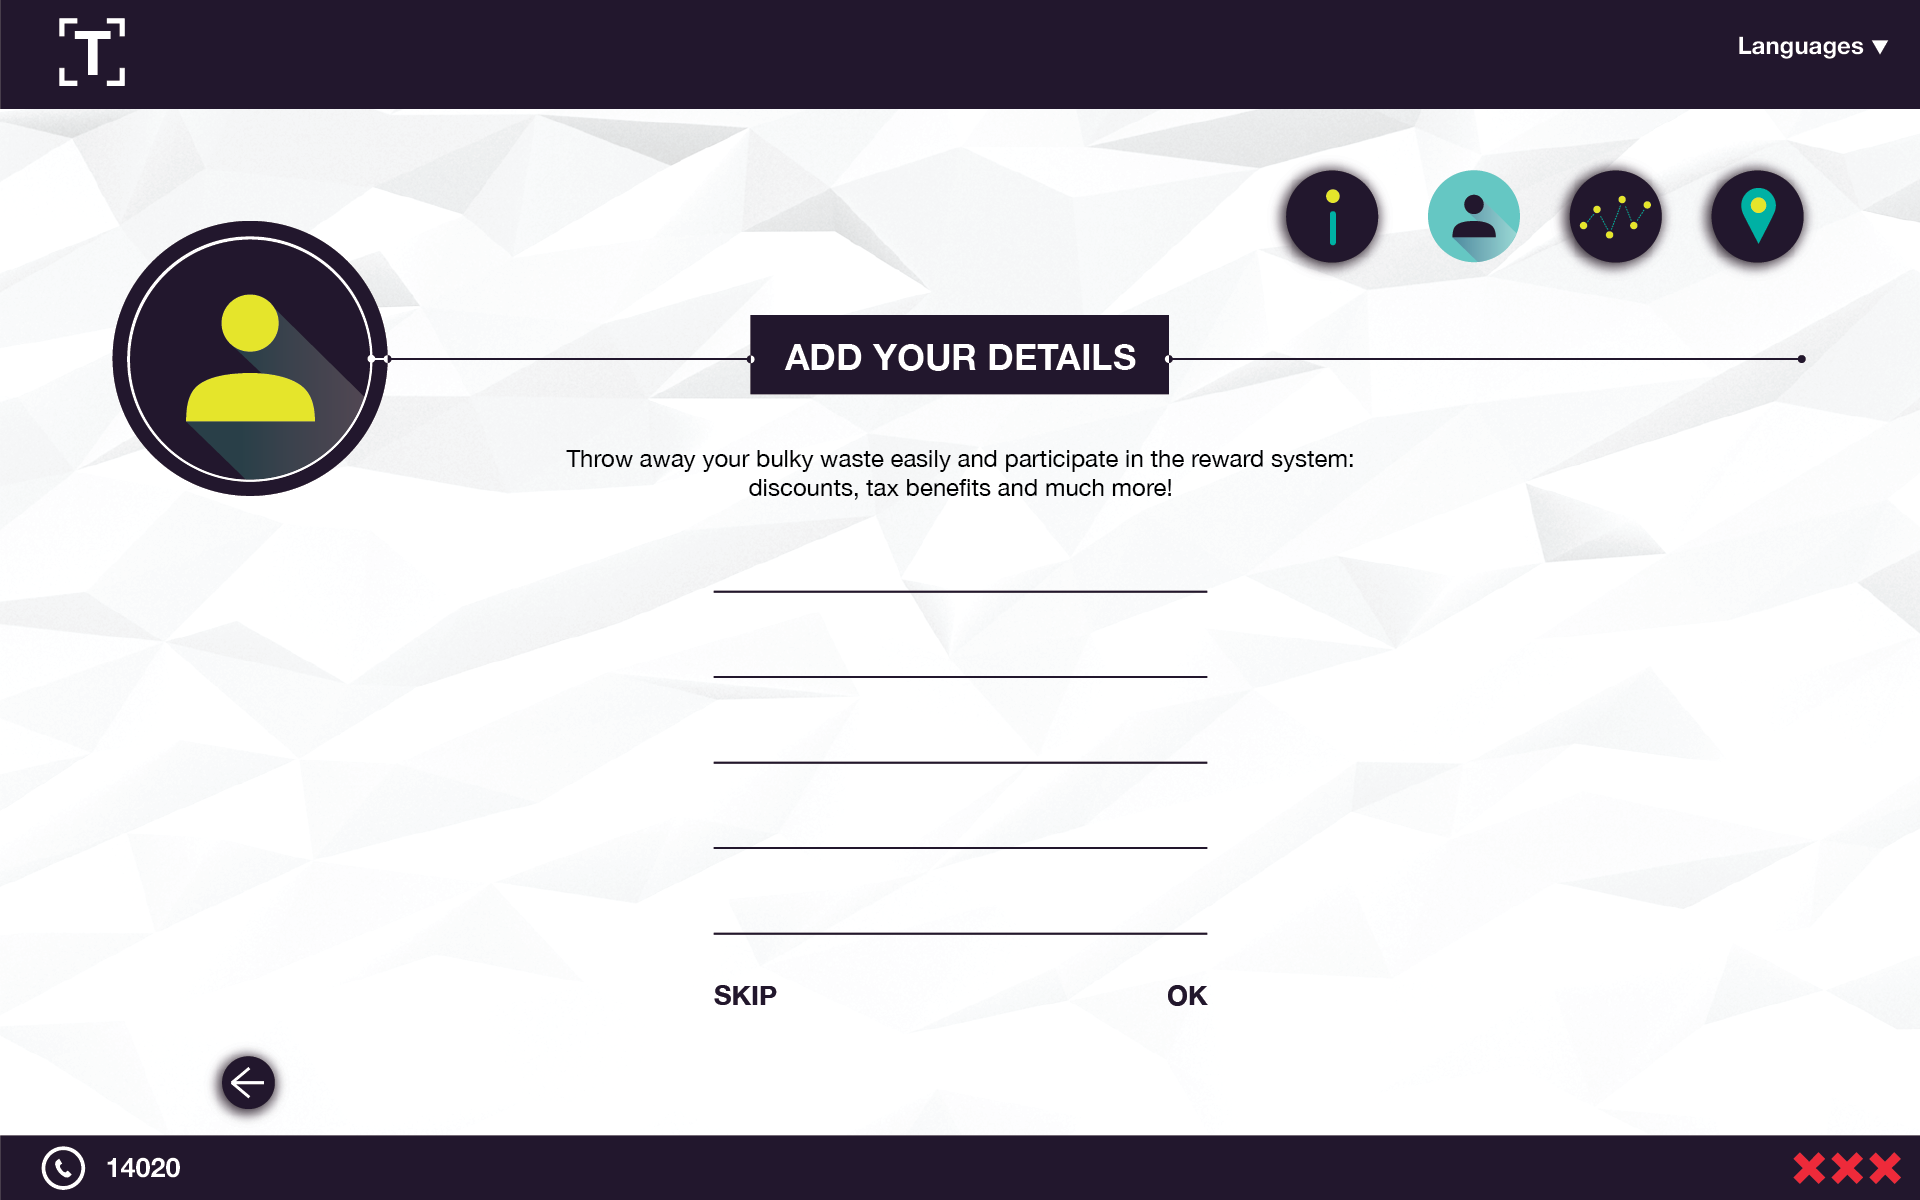 T
Languages ▼
ADD YOUR DETAILS
Throw away your bulky waste easily and participate in the reward system:
discounts, tax benefits and much more!
SKIP
OK
14020